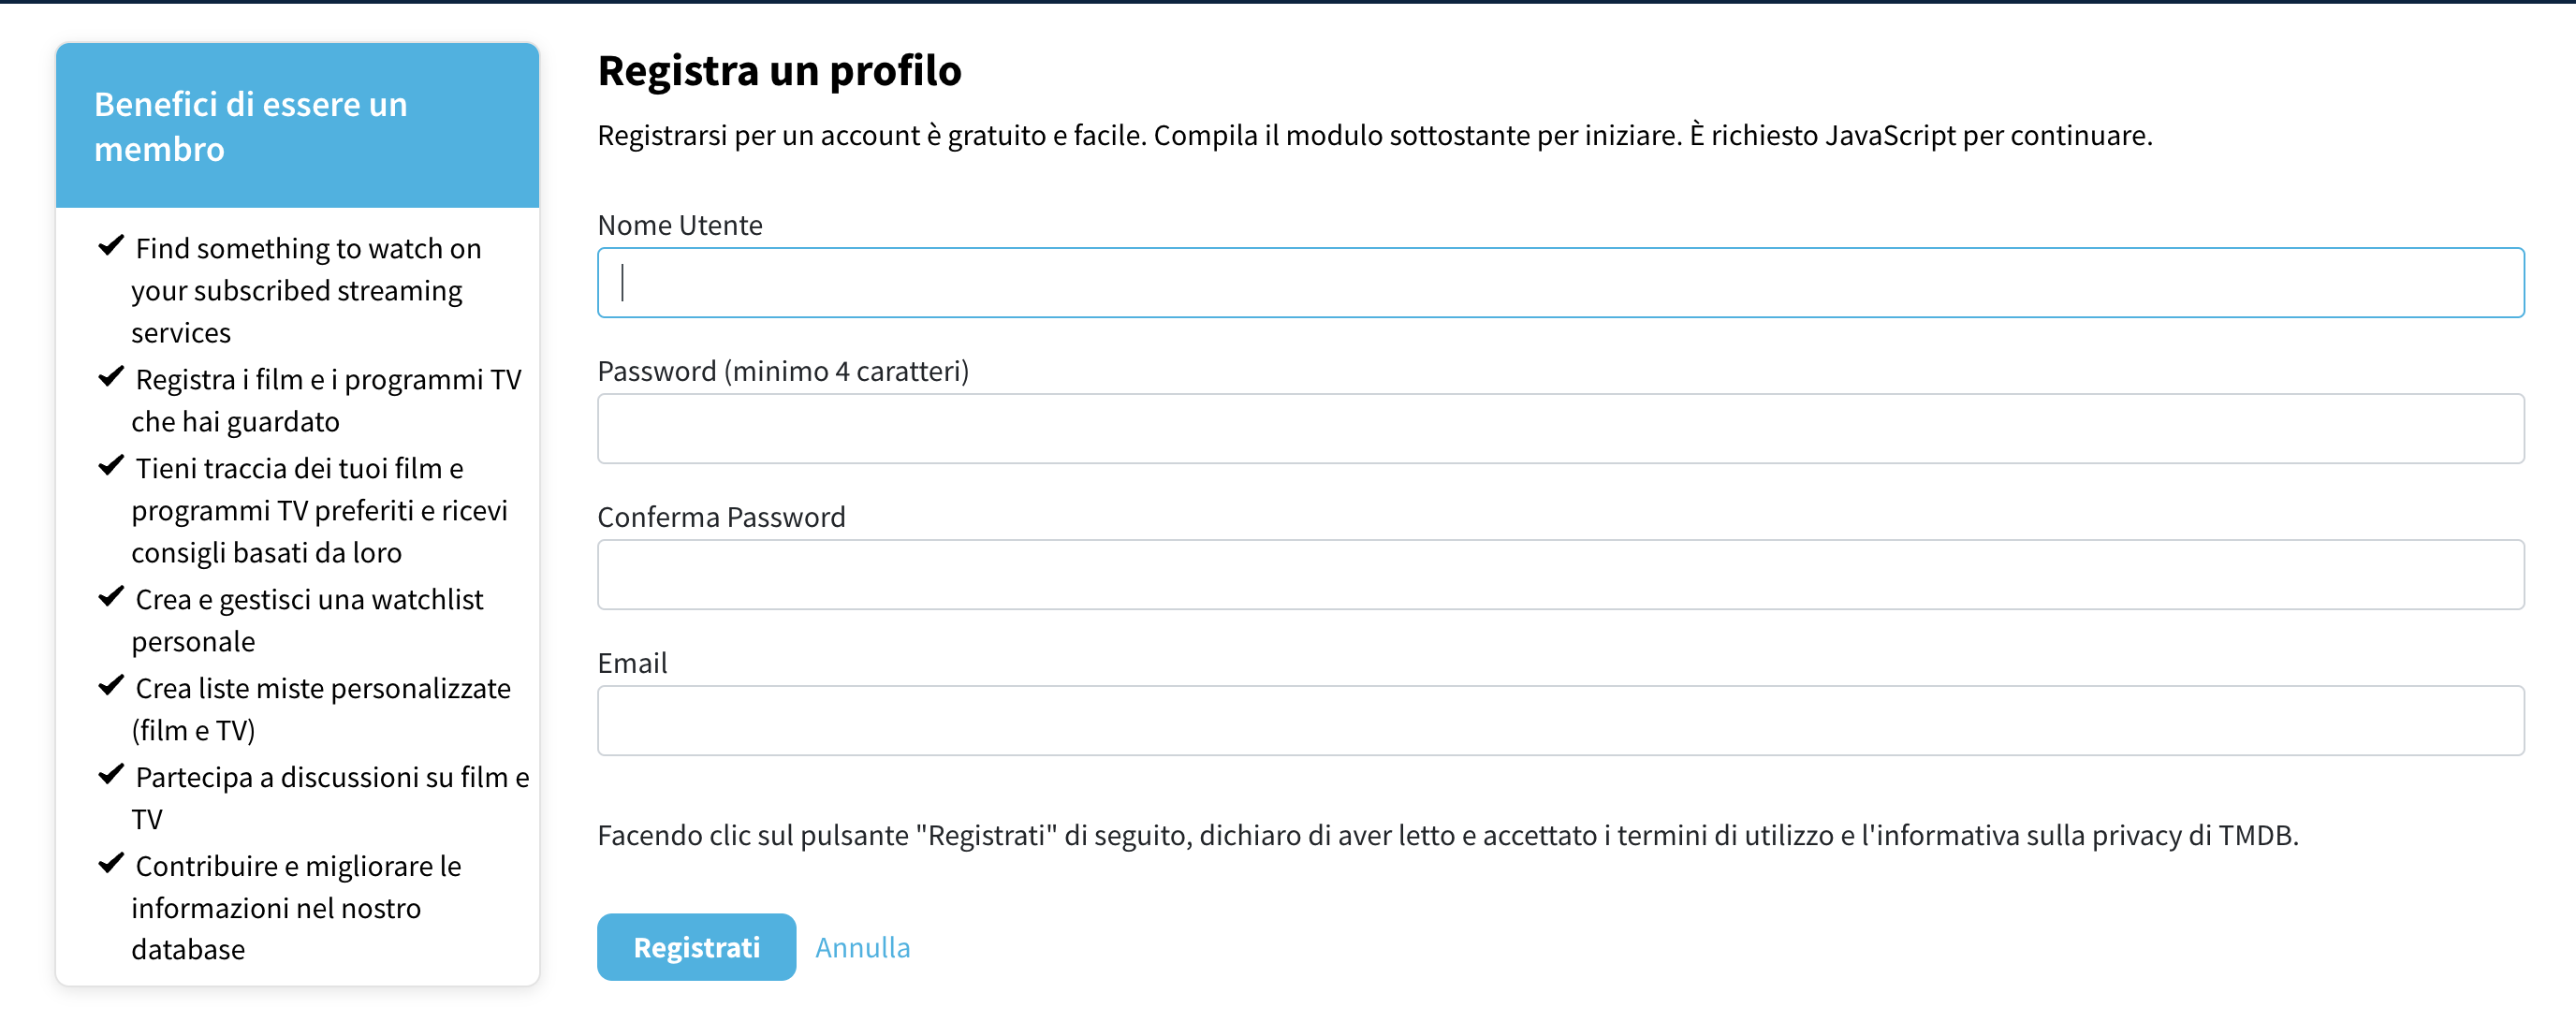 Benefici di essere un
membro
Find something to watch on
your subscribed streaming
services
Registra i film e i programmi TV
che hai guardato
Tieni traccia dei tuoi film e
programmi TV preferiti e ricevi
consigli basati da loro
Crea e gestisci una watchlist
personale
Crea liste miste personalizzate
(film e TV)
Partecipa a discussioni su film e
TV
Contribuire e migliorare le
informazioni nel nostro
database
Registra un profilo
Registrarsi per un account è gratuito e facile. Compila il modulo sottostante per iniziare. È richiesto JavaScript per continuare.
Nome Utente
Password (minimo 4 caratteri)
Conferma Password
Email
Facendo clic sul pulsante "Registrati" di seguito, dichiaro di aver letto e accettato i termini di utilizzo e l'informativa sulla privacy di TMDB.
Registrati Annulla